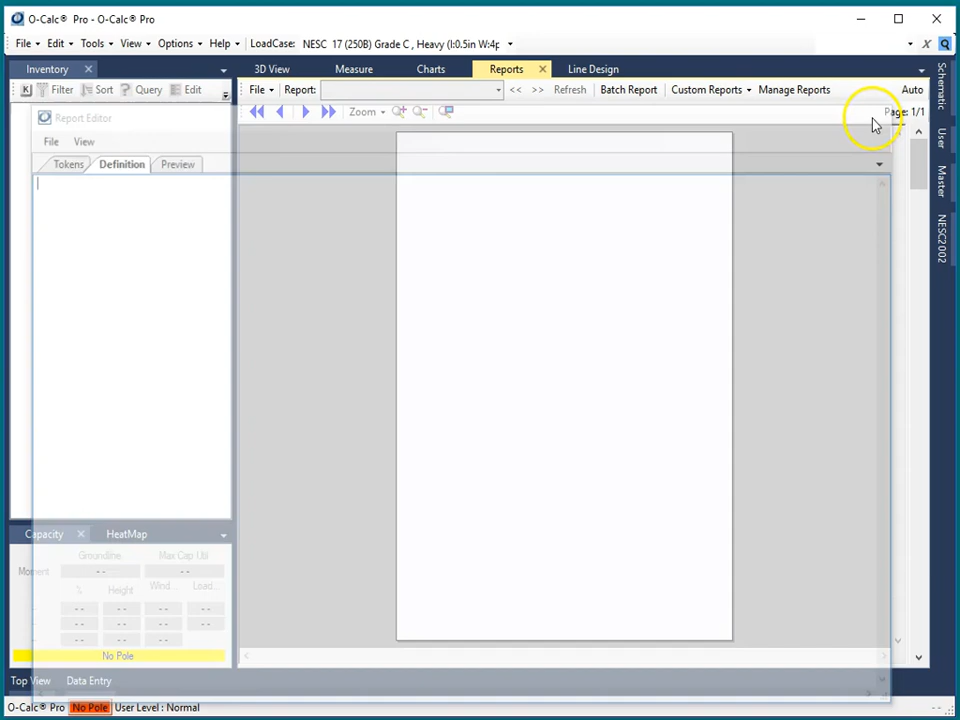 O-Calc® Pro - O-Calc® Pro
File Edit Tools View Options Help LoadCase: NESC 17 (250B) Grade C , Heavy (I:0.5in W:4p
Inventory 3D View Measure Charts Reports Line Design
Filter Sort Query Edit File Report: << >> Refresh Batch Report Custom Reports Manage Reports Auto
Report Editor Zoom Page: 1/1
File View
Tokens Definition Preview
Schematic
User
Master
NESC2002
Capacity HeatMap
Groundline Max Cap Util
Moment -- --
% Height Wind... Load...
-- -- -- --
-- -- -- --
-- -- --
No Pole
Top View Data Entry
O-Calc® Pro No Pole User Level : Normal --